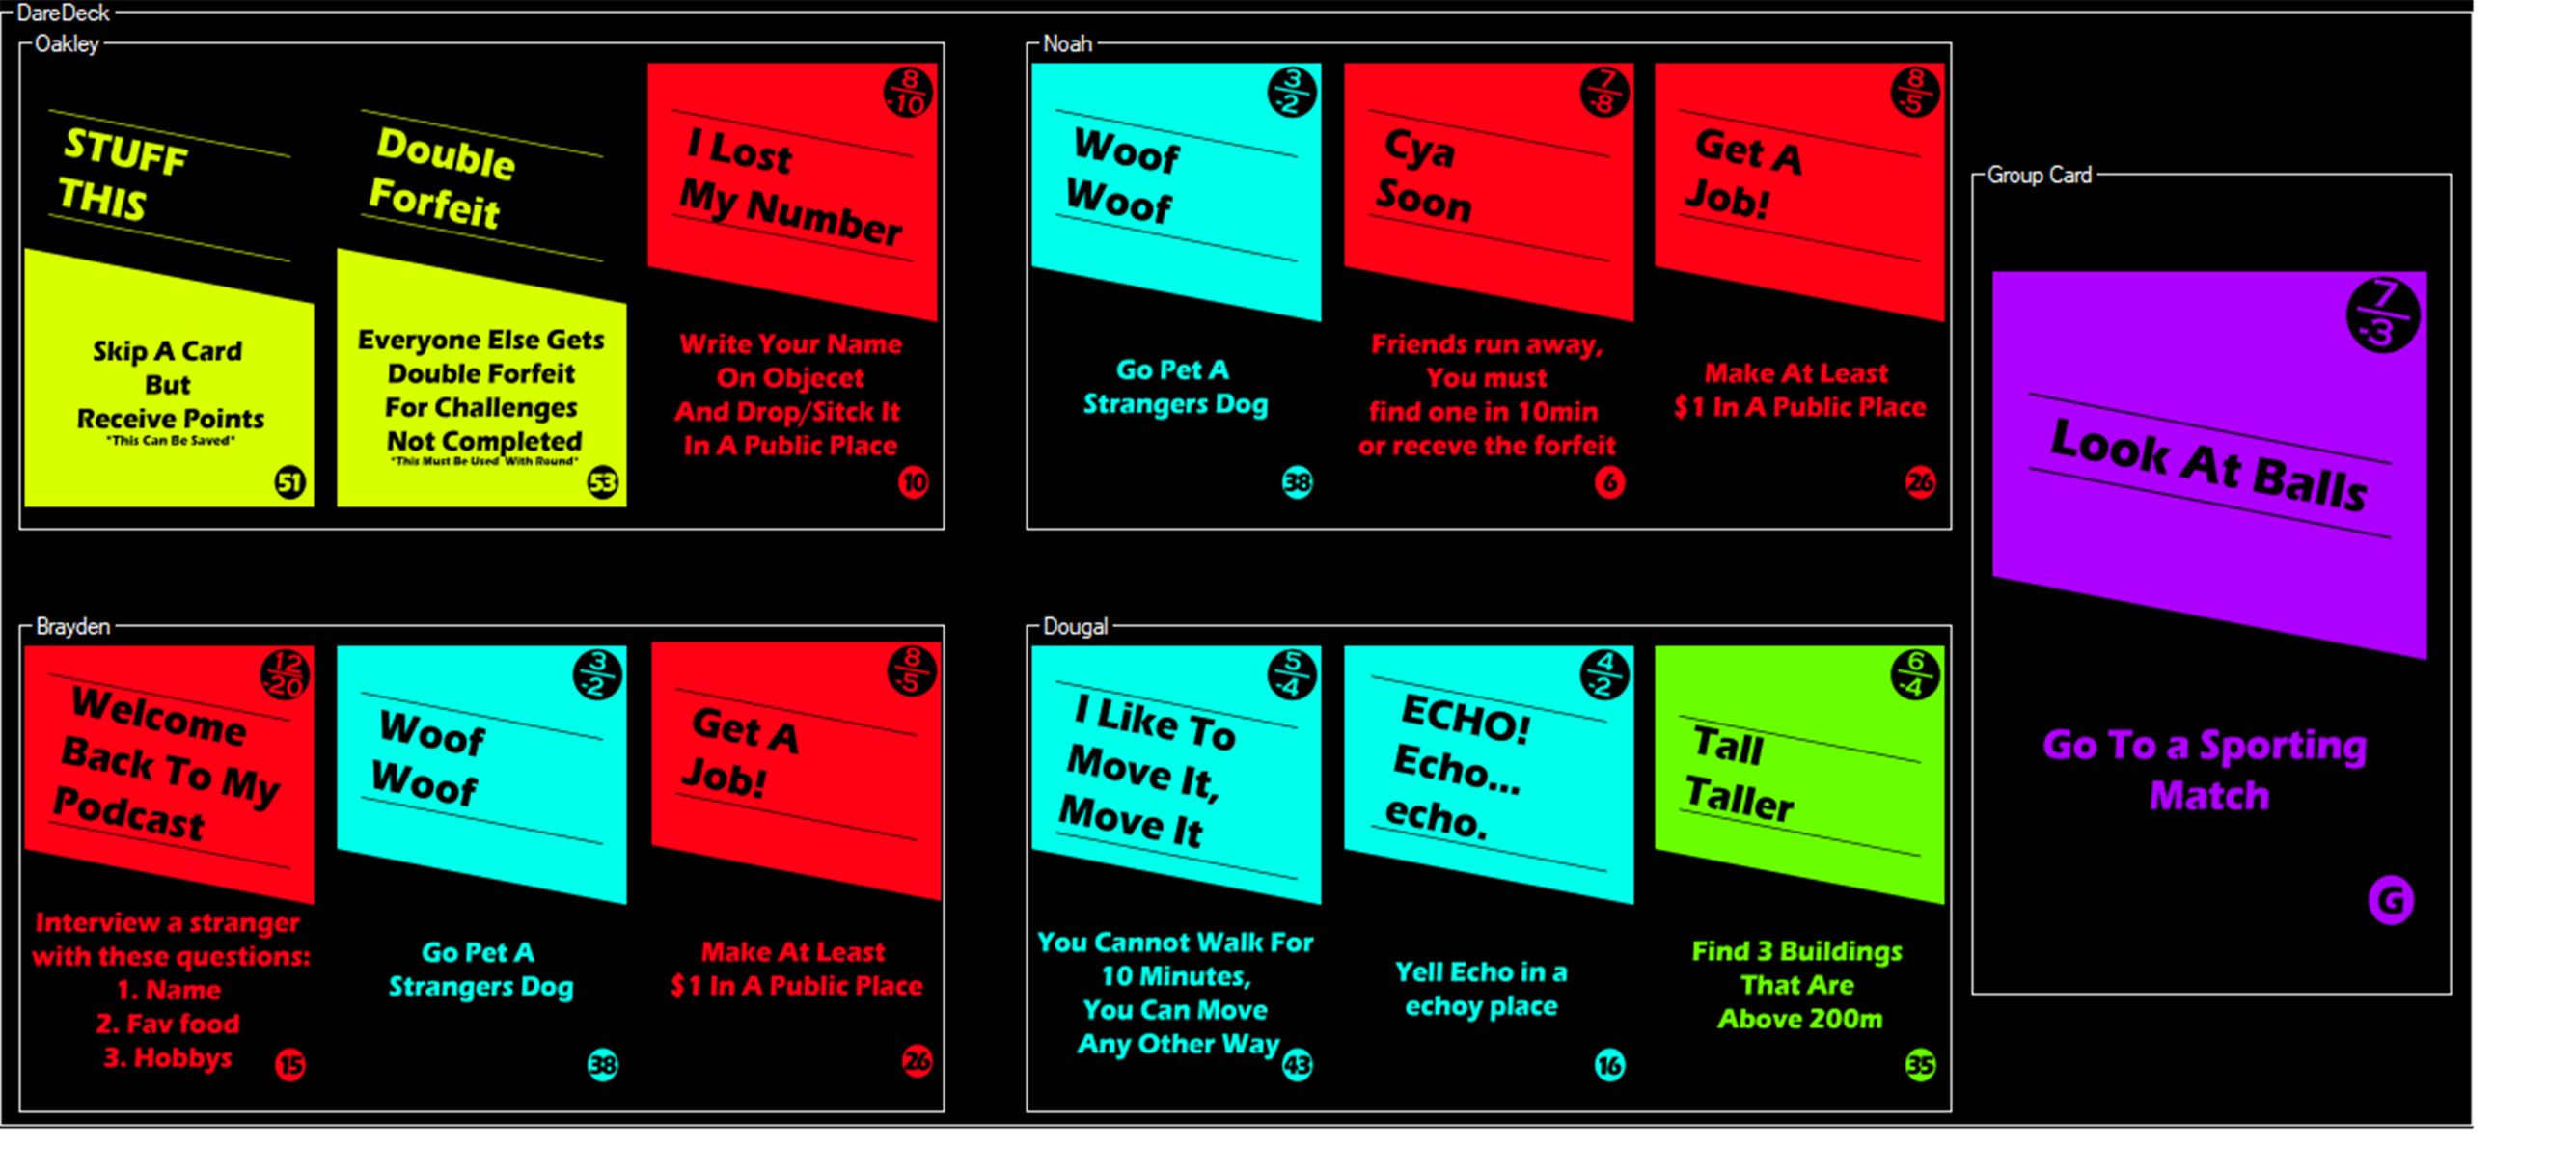 DareDeck
Oakley
STUFF
THIS
Skip A Card
But
Receive Points
*This Can Be Saved*
51
Double
Forfeit
Everyone Else Gets
Double Forfeit
For Challenges
Not Completed
*This Must Be Used With Round*
53
8
-10
I Lost
My Number
Write Your Name
On Objecet
And Drop/Sitck It
In A Public Place
10
Noah
3
-2
Woof
Woof
Go Pet A
Strangers Dog
38
7
-8
Cya
Soon
Friends run away,
You must
find one in 10min
or receve the forfeit
6
8
-5
Get A
Job!
Make At Least
$1 In A Public Place
26
Group Card
7
-3
Look At Balls
Go To a Sporting
Match
G
Brayden
12
-20
Welcome
Back To My
Podcast
Interview a stranger
with these questions:
1. Name
2. Fav food
3. Hobbys
15
3
-2
Woof
Woof
Go Pet A
Strangers Dog
38
8
-5
Get A
Job!
Make At Least
$1 In A Public Place
26
Dougal
5
-4
I Like To
Move It,
Move It
You Cannot Walk For
10 Minutes,
You Can Move
Any Other Way
43
4
-2
ECHO!
Echo...
echo.
Yell Echo in a
echoy place
16
6
-4
Tall
Taller
Find 3 Buildings
That Are
Above 200m
35